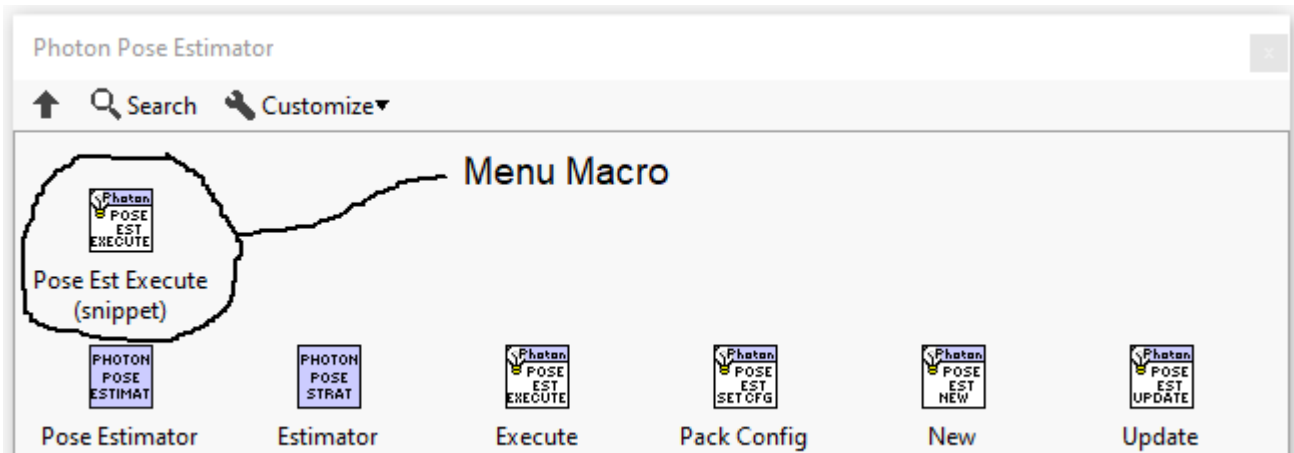 Photon Pose Estimator
x
Search Customize
Menu Macro
Photon
POSE
EST
EXECUTE
Pose Est Execute
(snippet)
PHOTON
POSE
ESTIMAT
PHOTON
POSE
STRAT
Photon
POSE
EST
EXECUTE
Photon
POSE
EST
SET CFG
Photon
POSE
EST
NEW
Photon
POSE
EST
UPDATE
Pose Estimator Estimator Execute Pack Config New Update